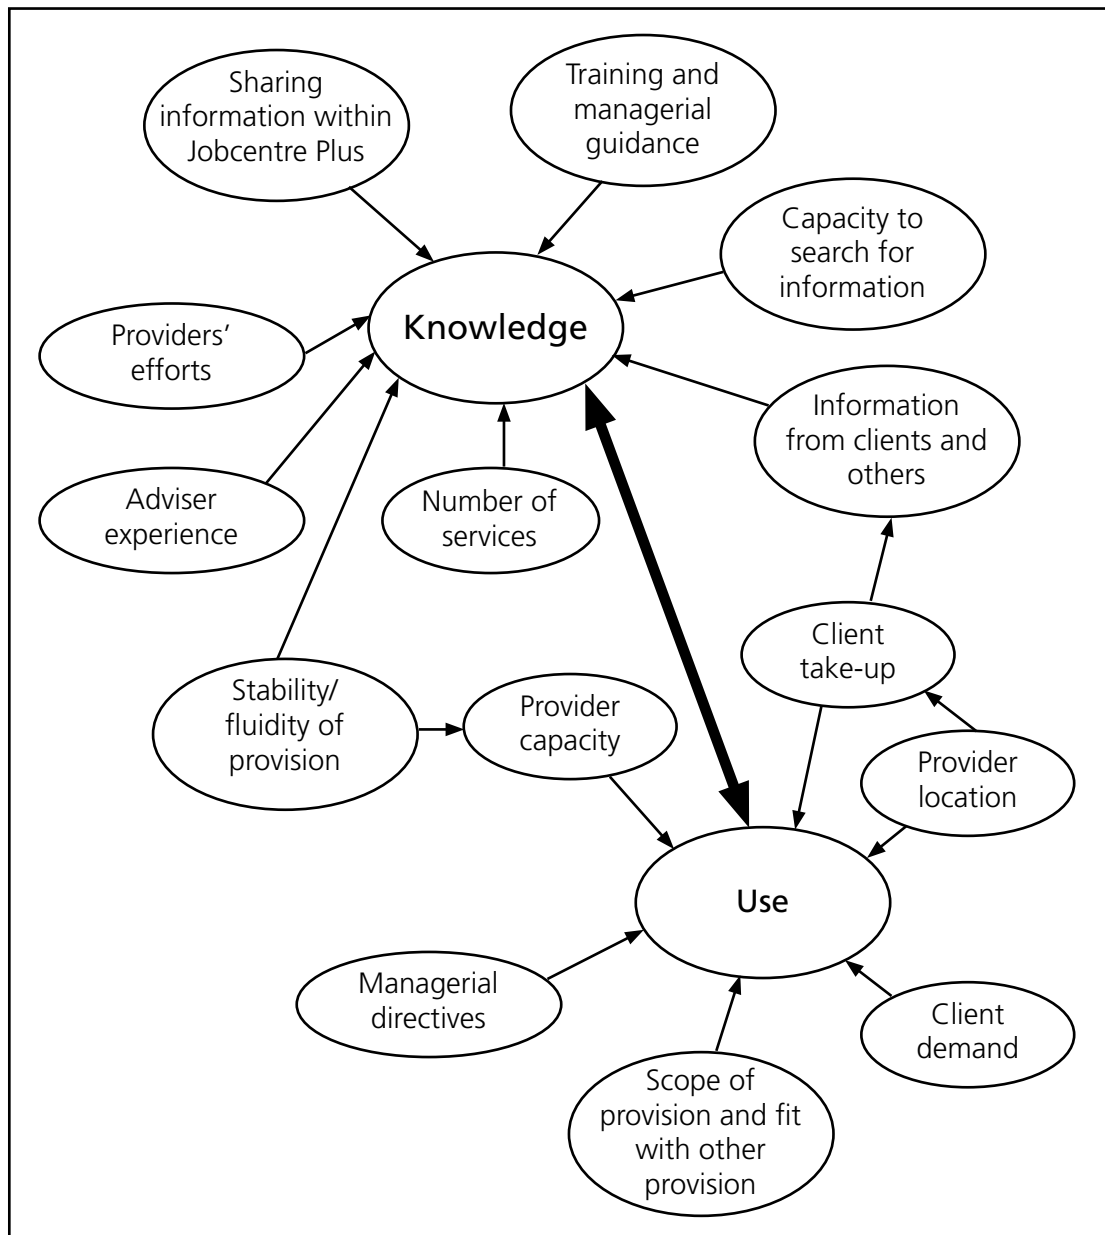 Sharing
information within
Jobcentre Plus
Training and
managerial
guidance
Capacity to
search for
information
Knowledge
Providers’
efforts
Information
from clients and
others
Adviser
experience
Number of
services
Client
take-up
Stability/
fluidity of
provision
Provider
capacity
Provider
location
Use
Managerial
directives
Client
demand
Scope of
provision and fit
with other
provision